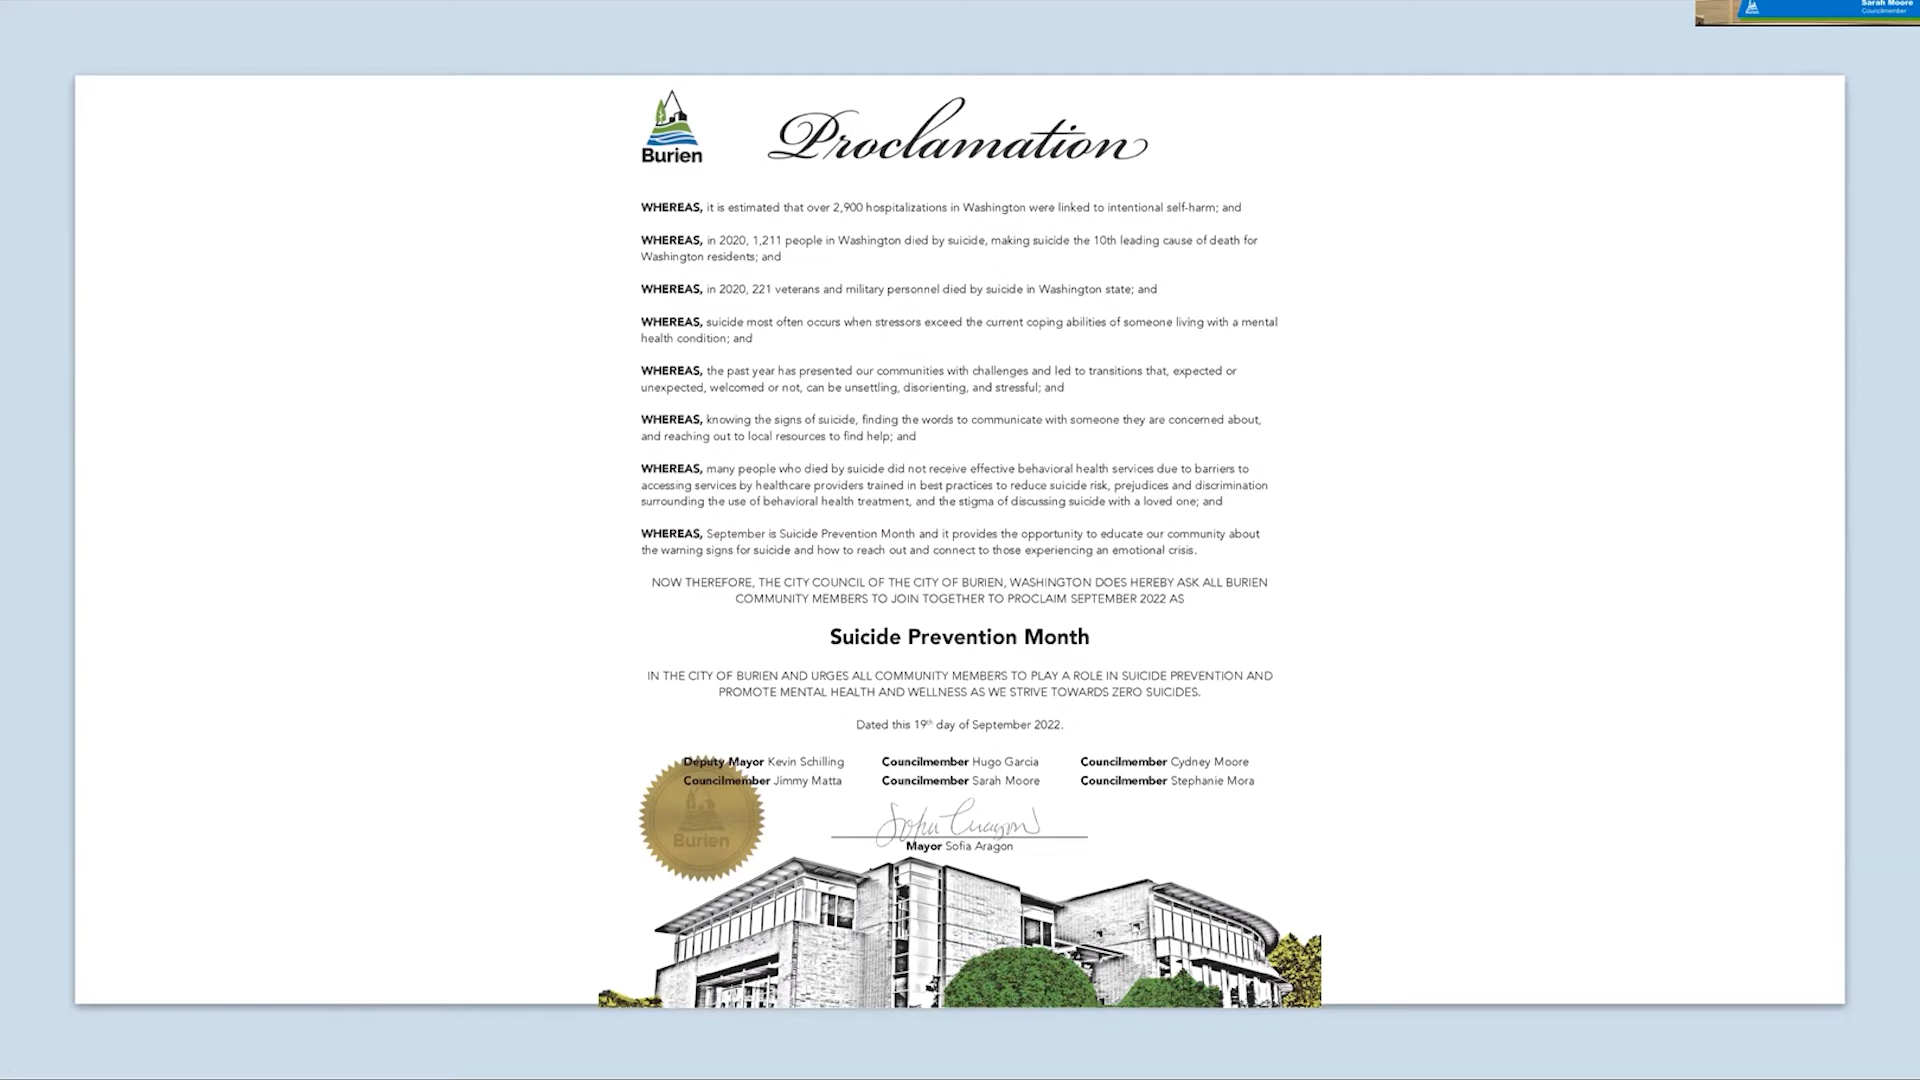 Sarah Moore
Councilmember
Burien
Proclamation
Burien
WHEREAS, it is estimated that over 2,900 hospitalizations in Washington were linked to intentional self-harm; and
WHEREAS, in 2020, 1,211 people in Washington died by suicide, making suicide the 10th leading cause of death for
Washington residents; and
WHEREAS, in 2020, 221 veterans and military personnel died by suicide in Washington state; and
WHEREAS, suicide most often occurs when stressors exceed the current coping abilities of someone living with a mental
health condition; and
WHEREAS, the past year has presented our communities with challenges and led to transitions that, expected or
unexpected, welcomed or not, can be unsettling, disorienting, and stressful; and
WHEREAS, knowing the signs of suicide, finding the words to communicate with someone they are concerned about,
and reaching out to local resources to find help; and
WHEREAS, many people who died by suicide did not receive effective behavioral health services due to barriers to
accessing services by healthcare providers trained in best practices to reduce suicide risk, prejudices and discrimination
surrounding the use of behavioral health treatment, and the stigma of discussing suicide with a loved one; and
WHEREAS, September is Suicide Prevention Month and it provides the opportunity to educate our community about
the warning signs for suicide and how to reach out and connect to those experiencing an emotional crisis.
NOW THEREFORE, THE CITY COUNCIL OF THE CITY OF BURIEN, WASHINGTON DOES HEREBY ASK ALL BURIEN
COMMUNITY MEMBERS TO JOIN TOGETHER TO PROCLAIM SEPTEMBER 2022 AS
Suicide Prevention Month
IN THE CITY OF BURIEN AND URGES ALL COMMUNITY MEMBERS TO PLAY A ROLE IN SUICIDE PREVENTION AND
PROMOTE MENTAL HEALTH AND WELLNESS AS WE STRIVE TOWARDS ZERO SUICIDES.
Dated this 19th day of September 2022.
Deputy Mayor Kevin Schilling Councilmember Hugo Garcia Councilmember Cydney Moore
Councilmember Jimmy Matta Councilmember Sarah Moore Councilmember Stephanie Mora
Sofia Aragon
Burien
Mayor Sofia Aragon